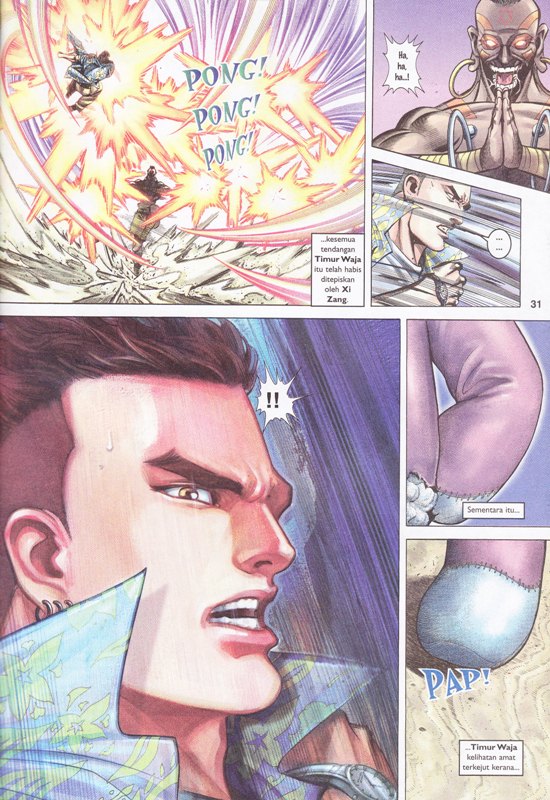 PONG!
PONG!
PONG!
...kesemua
tendangan
Timur Waja
itu telah habis
ditepiskan
oleh Xi
Zang.
Ha,
ha,
ha...!
...
...
31
!!
Sementara itu...
PAP!
...Timur Waja
kelihatan amat
terkejut kerana...